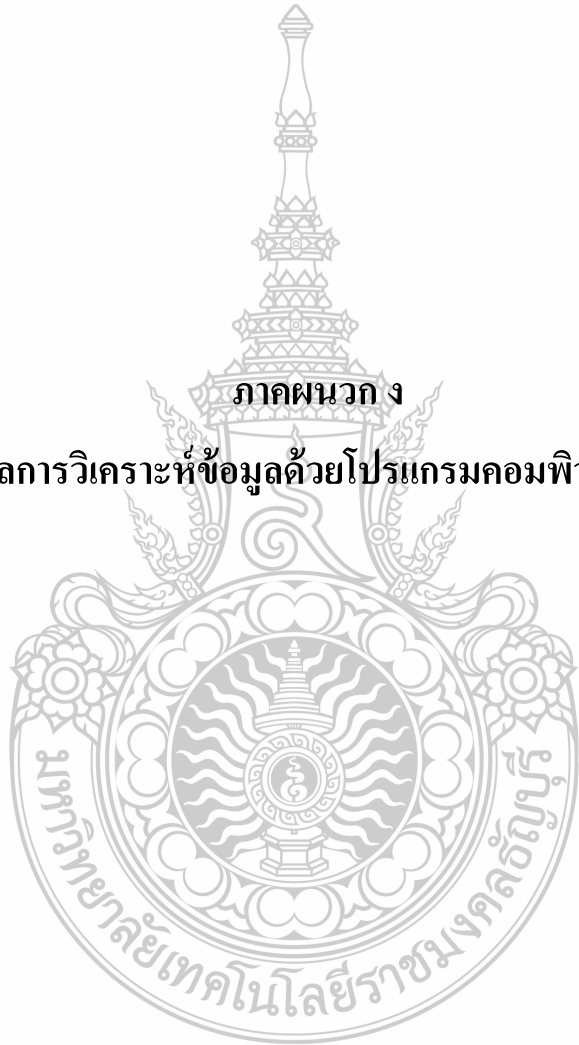 ภาคผนวก ง
ลการวิเคราะห์ข้อมูลด้วยโปรแกรมคอมพิว
มหาวิทยาลัยเทคโนโลยีราชมงคลธัญบุรี